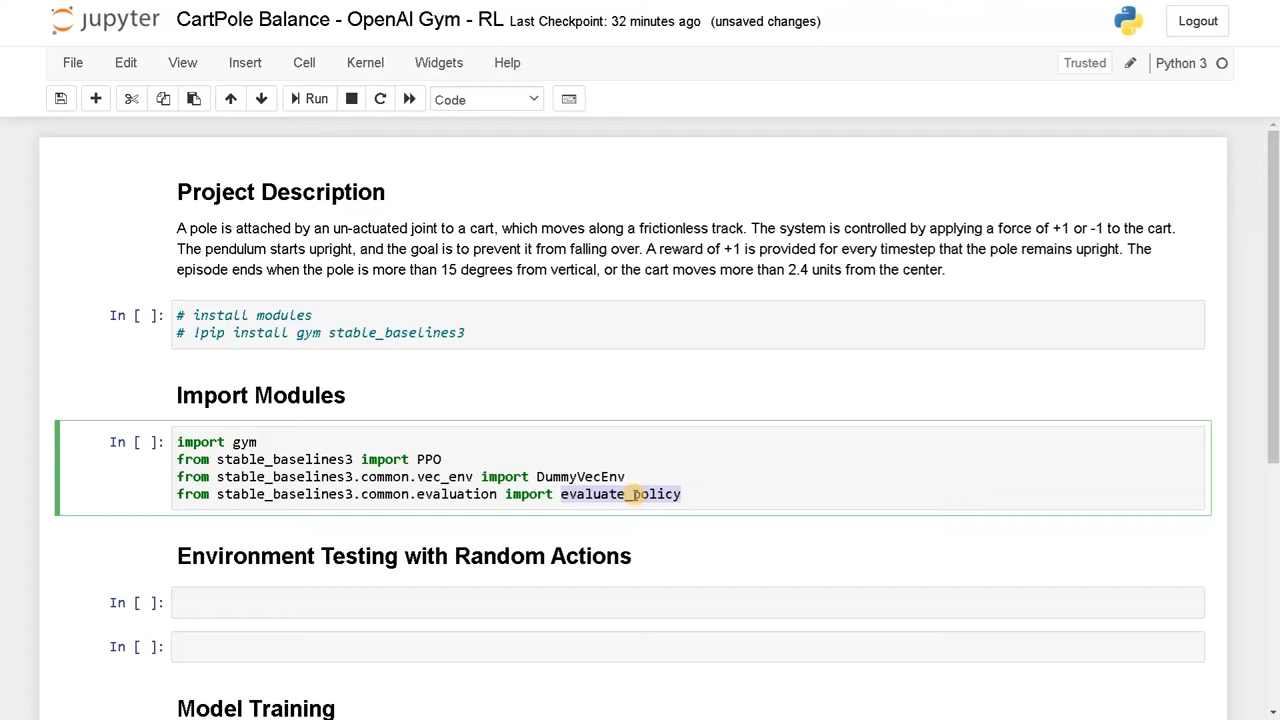 jupyter CartPole Balance - OpenAI Gym - RL Last Checkpoint: 32 minutes ago (unsaved changes) Logout
File Edit View Insert Cell Kernel Widgets Help Trusted Python 3
Run Code
Project Description
A pole is attached by an un-actuated joint to a cart, which moves along a frictionless track. The system is controlled by applying a force of +1 or -1 to the cart.
The pendulum starts upright, and the goal is to prevent it from falling over. A reward of +1 is provided for every timestep that the pole remains upright. The
episode ends when the pole is more than 15 degrees from vertical, or the cart moves more than 2.4 units from the center.
In [ ]: # install modules
# !pip install gym stable_baselines3
Import Modules
In [ ]: import gym
from stable_baselines3 import PPO
from stable_baselines3.common.vec_env import DummyVecEnv
from stable_baselines3.common.evaluation import evaluate_policy
Environment Testing with Random Actions
In [ ]:
In [ ]:
Model Training